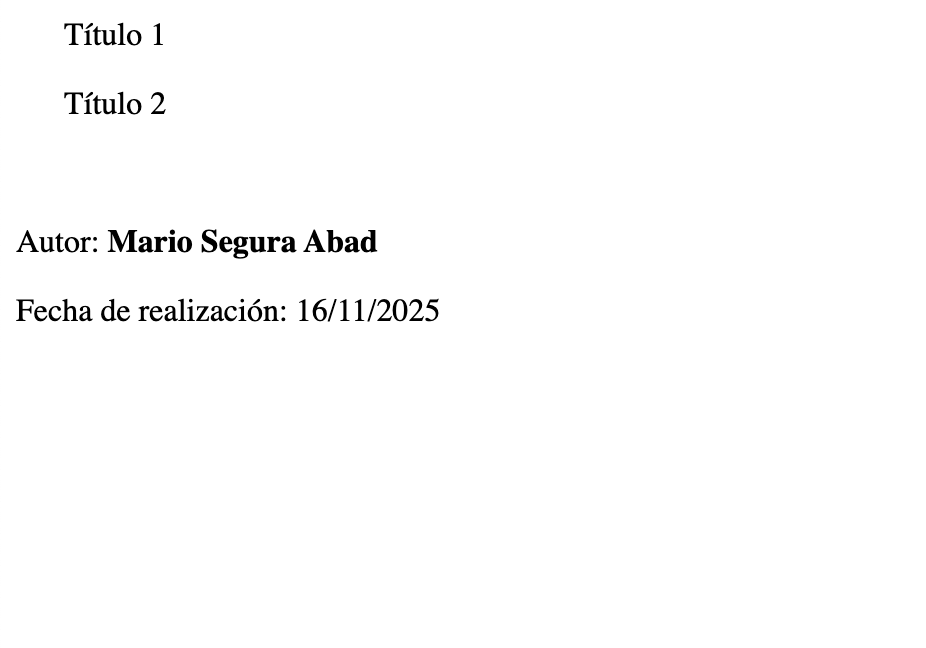 Título 1
Título 2
Autor: Mario Segura Abad
Fecha de realización: 16/11/2025